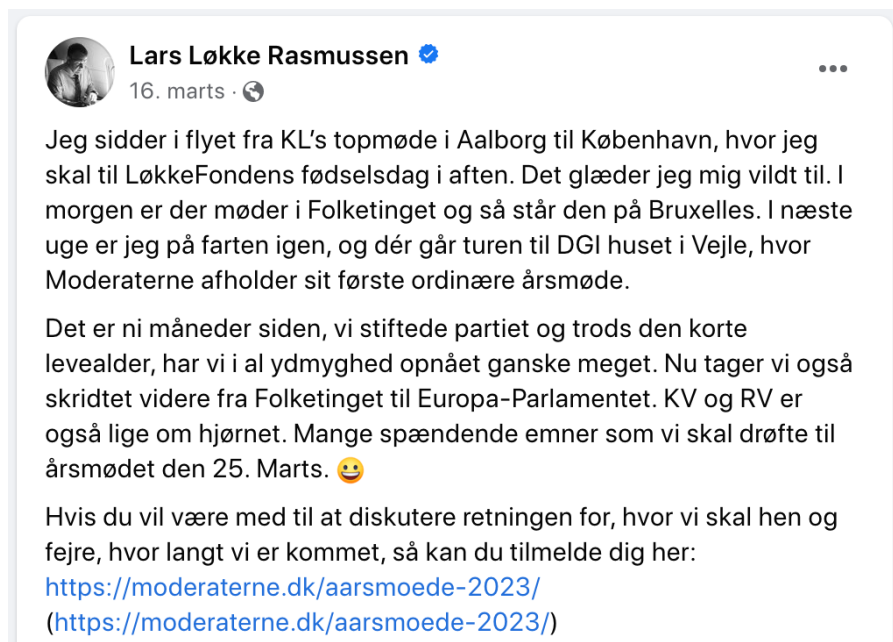 Lars Løkke Rasmussen
16. marts ·
Jeg sidder i flyet fra KL’s topmøde i Aalborg til København, hvor jeg
skal til LøkkeFondens fødselsdag i aften. Det glæder jeg mig vildt til. I
morgen er der møder i Folketinget og så står den på Bruxelles. I næste
uge er jeg på farten igen, og dér går turen til DGI huset i Vejle, hvor
Moderaterne afholder sit første ordinære årsmøde.
Det er ni måneder siden, vi stiftede partiet og trods den korte
levealder, har vi i al ydmyghed opnået ganske meget. Nu tager vi også
skridtet videre fra Folketinget til Europa-Parlamentet. KV og RV er
også lige om hjørnet. Mange spændende emner som vi skal drøfte til
årsmødet den 25. Marts. 😀
Hvis du vil være med til at diskutere retningen for, hvor vi skal hen og
fejre, hvor langt vi er kommet, så kan du tilmelde dig her:
https://moderaterne.dk/aarsmoede-2023/
(https://moderaterne.dk/aarsmoede-2023/)